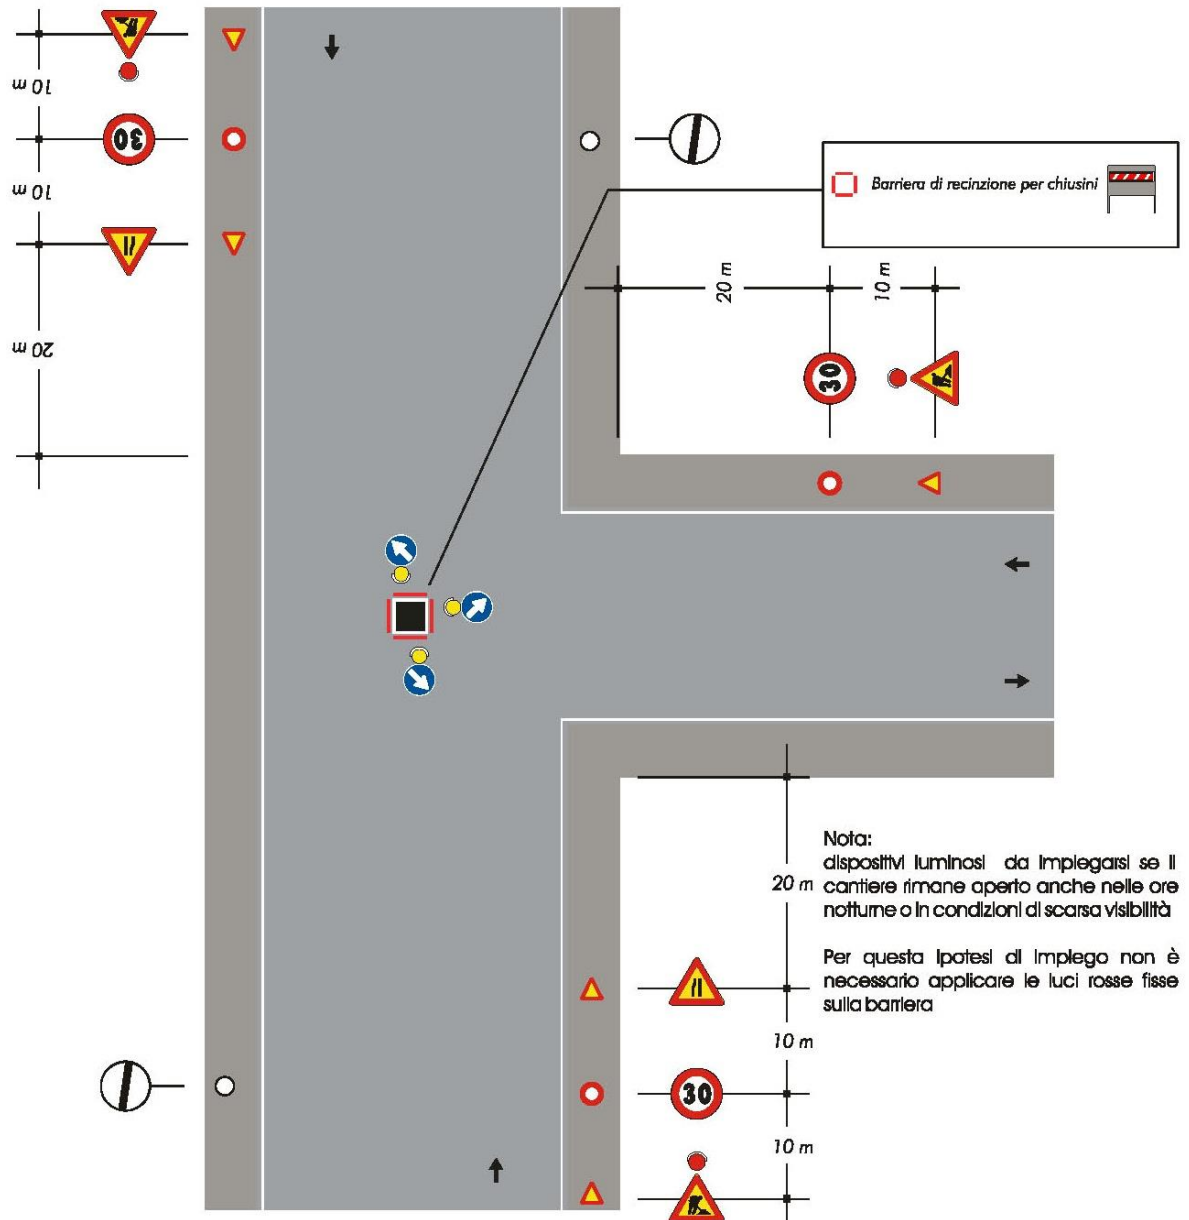 10 m
30
10 m
20 m
Barriera di recinzione per chiusini
20 m
10 m
30
Nota:
dispositivi luminosi da impiegarsi se il
20 m
cantiere rimane aperto anche nelle ore
notturne o in condizioni di scarsa visibilità
Per questa ipotesi di impiego non è
necessario applicare le luci rosse fisse
sulla barriera
10 m
30
10 m